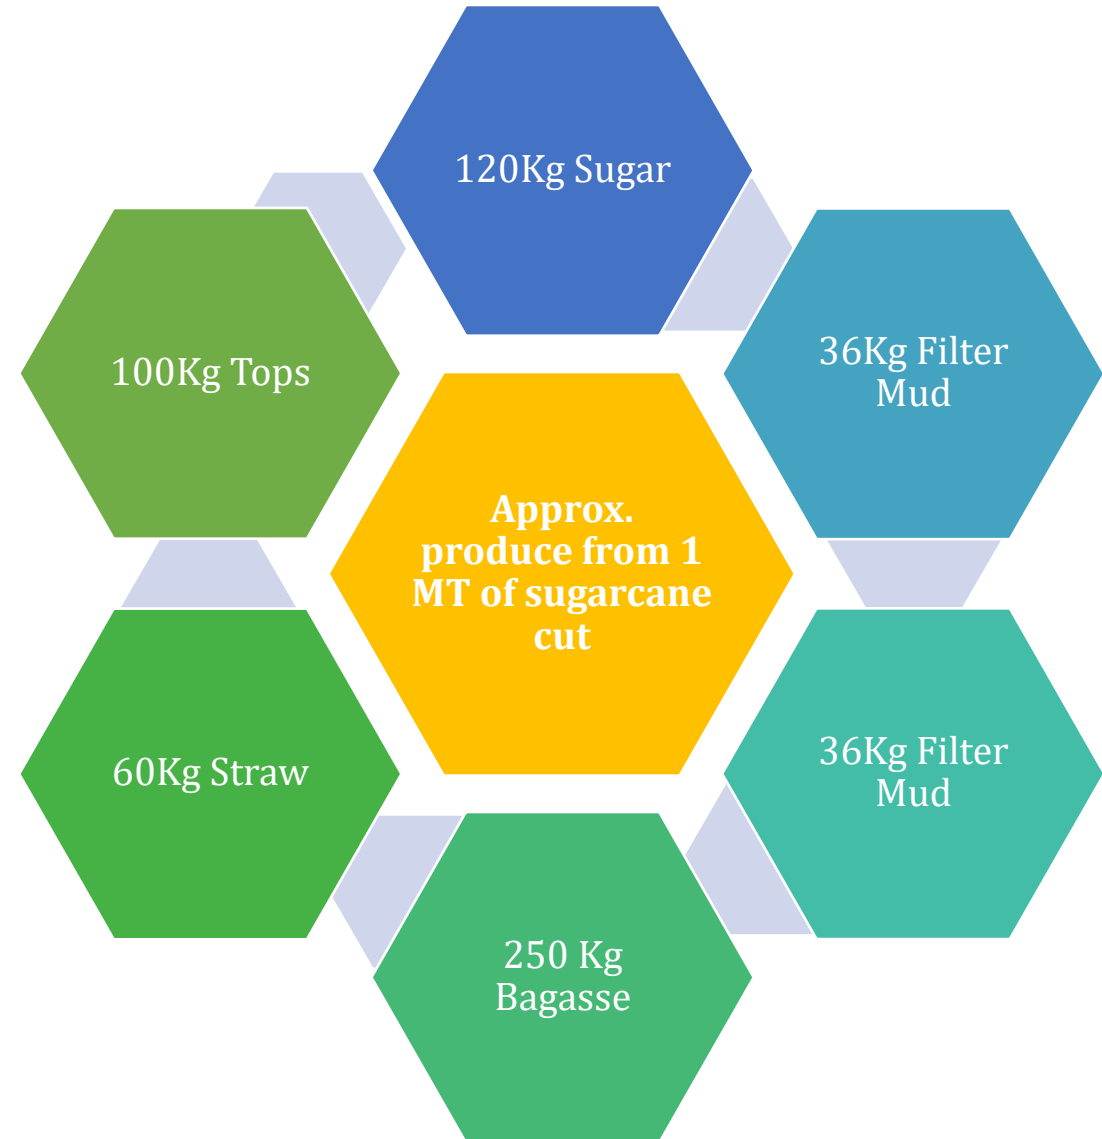 120Kg Sugar
36Kg Filter
Mud
36Kg Filter
Mud
250 Kg
Bagasse
60Kg Straw
100Kg Tops
Approx.
produce from 1
MT of sugarcane
cut